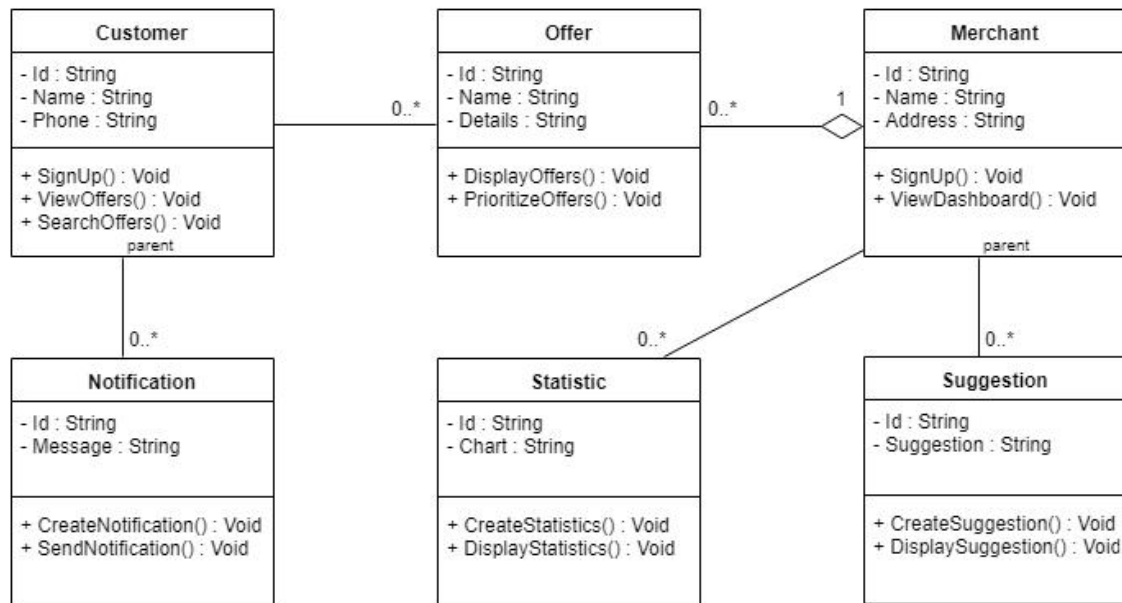 Customer
- Id : String
- Name : String
- Phone : String
+ SignUp() : Void
+ ViewOffers() : Void
+ SearchOffers() : Void
parent
0..*
Offer
- Id : String
- Name : String
- Details : String
+ DisplayOffers() : Void
+ PrioritizeOffers() : Void
0..*
1
Merchant
- Id : String
- Name : String
- Address : String
+ SignUp() : Void
+ ViewDashboard() : Void
parent
0..*
0..*
0..*
Notification
- Id : String
- Message : String
+ CreateNotification() : Void
+ SendNotification() : Void
Statistic
- Id : String
- Chart : String
+ CreateStatistics() : Void
+ DisplayStatistics() : Void
Suggestion
- Id : String
- Suggestion : String
+ CreateSuggestion() : Void
+ DisplaySuggestion() : Void